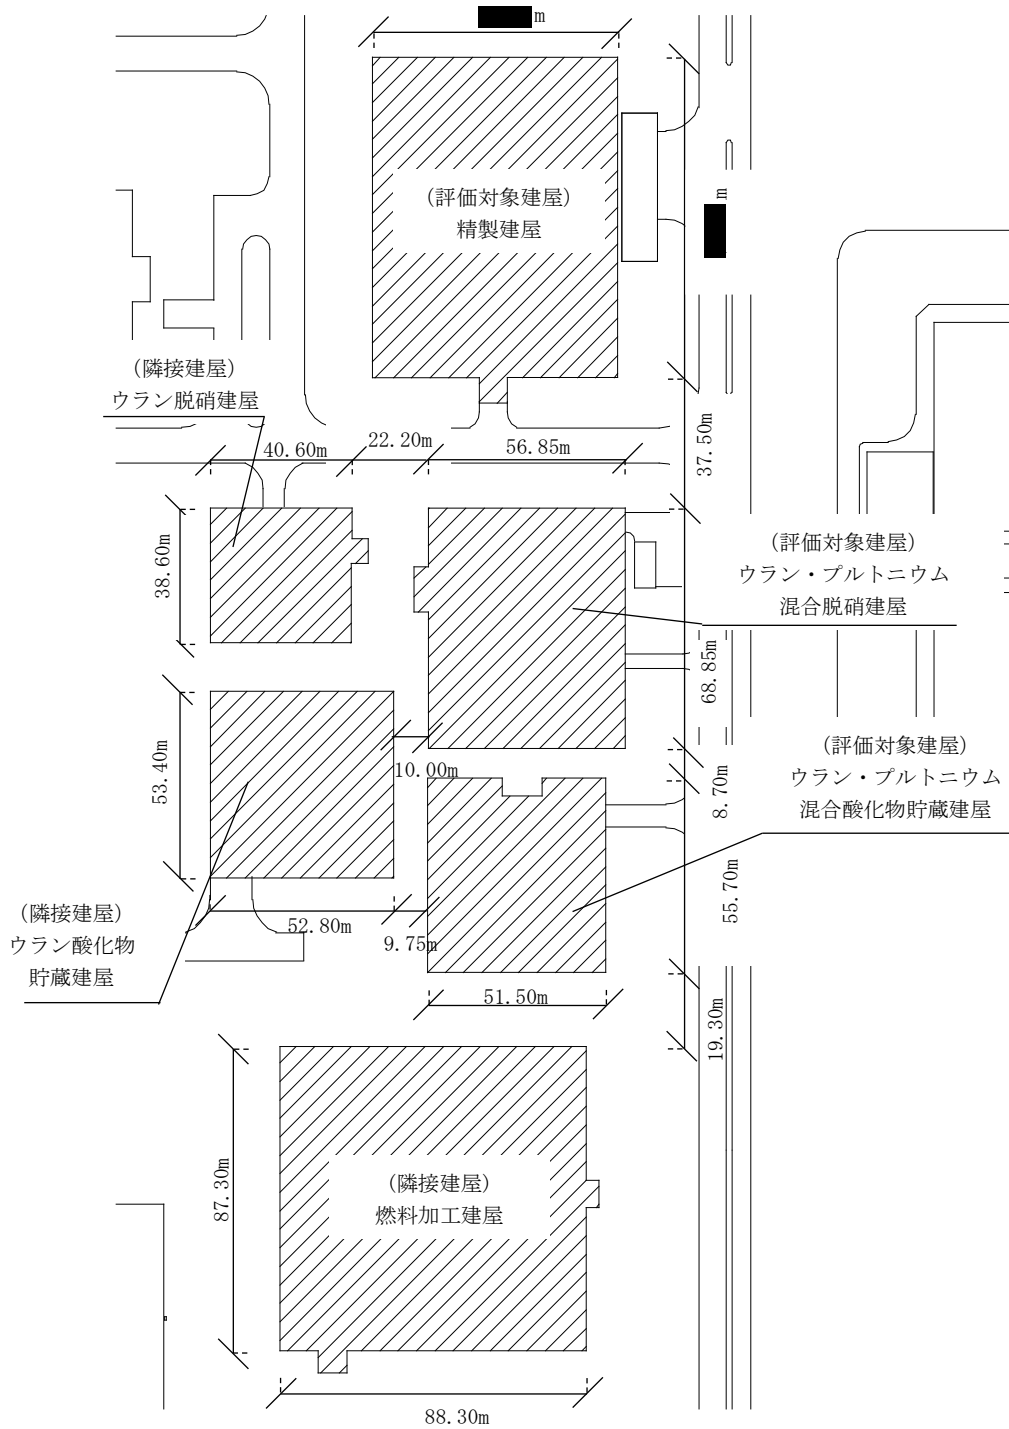 m
m
（評価対象建屋）
精製建屋
（隣接建屋）
ウラン脱硝建屋
40.60m
22.20m
56.85m
37.50m
38.60m
（評価対象建屋）
ウラン・プルトニウム
混合脱硝建屋
68.85m
53.40m
10.00m
8.70m
（評価対象建屋）
ウラン・プルトニウム
混合酸化物貯蔵建屋
55.70m
（隣接建屋）
ウラン酸化物
貯蔵建屋
52.80m
9.75m
51.50m
19.30m
87.30m
（隣接建屋）
燃料加工建屋
88.30m